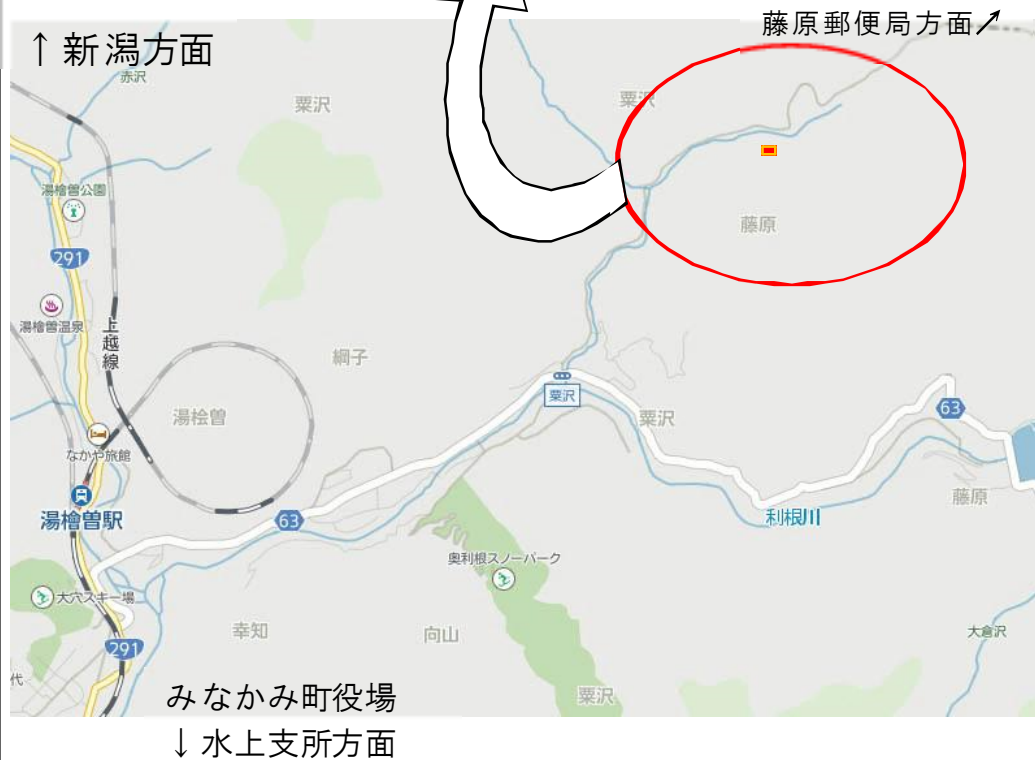 藤原郵便局方面↗
↑新潟方面
赤沢
粟沢
粟沢
湯檜曽公園
藤原
291
湯檜曽温泉
上越線
綱子
粟沢
湯桧曽
粟沢
63
なかや旅館
藤原
湯檜曽駅
63
利根川
奥利根スノーパーク
大穴スキー場
幸知
向山
大倉沢
291
代
粟沢
みなかみ町役場
↓水上支所方面